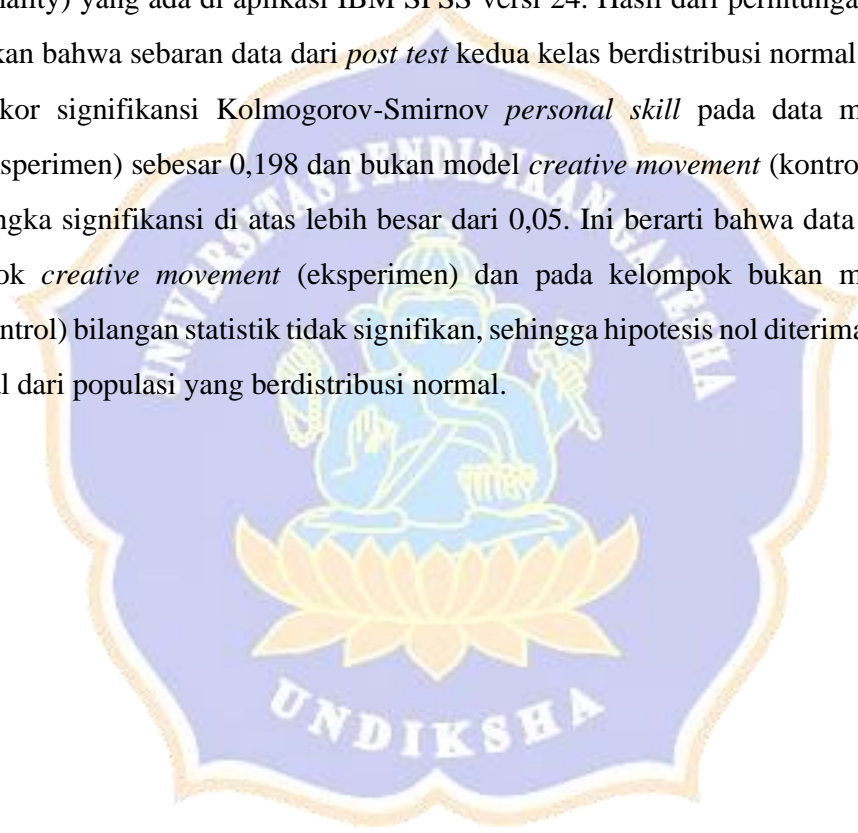 nality) yang ada di aplikasi IBM SPSS versi 24. Hasil dari perhitunga
kan bahwa sebaran data dari post test kedua kelas berdistribusi normal
kor signifikansi Kolmogorov-Smirnov personal skill pada data m
sperimen) sebesar 0,198 dan bukan model creative movement (kontro
ngka signifikansi di atas lebih besar dari 0,05. Ini berarti bahwa data
ok creative movement (eksperimen) dan pada kelompok bukan m
ntrol) bilangan statistik tidak signifikan, sehingga hipotesis nol diterima
l dari populasi yang berdistribusi normal.
UNIVERSITAS PENDIDIKAN GANESHA
UNDIKSHA